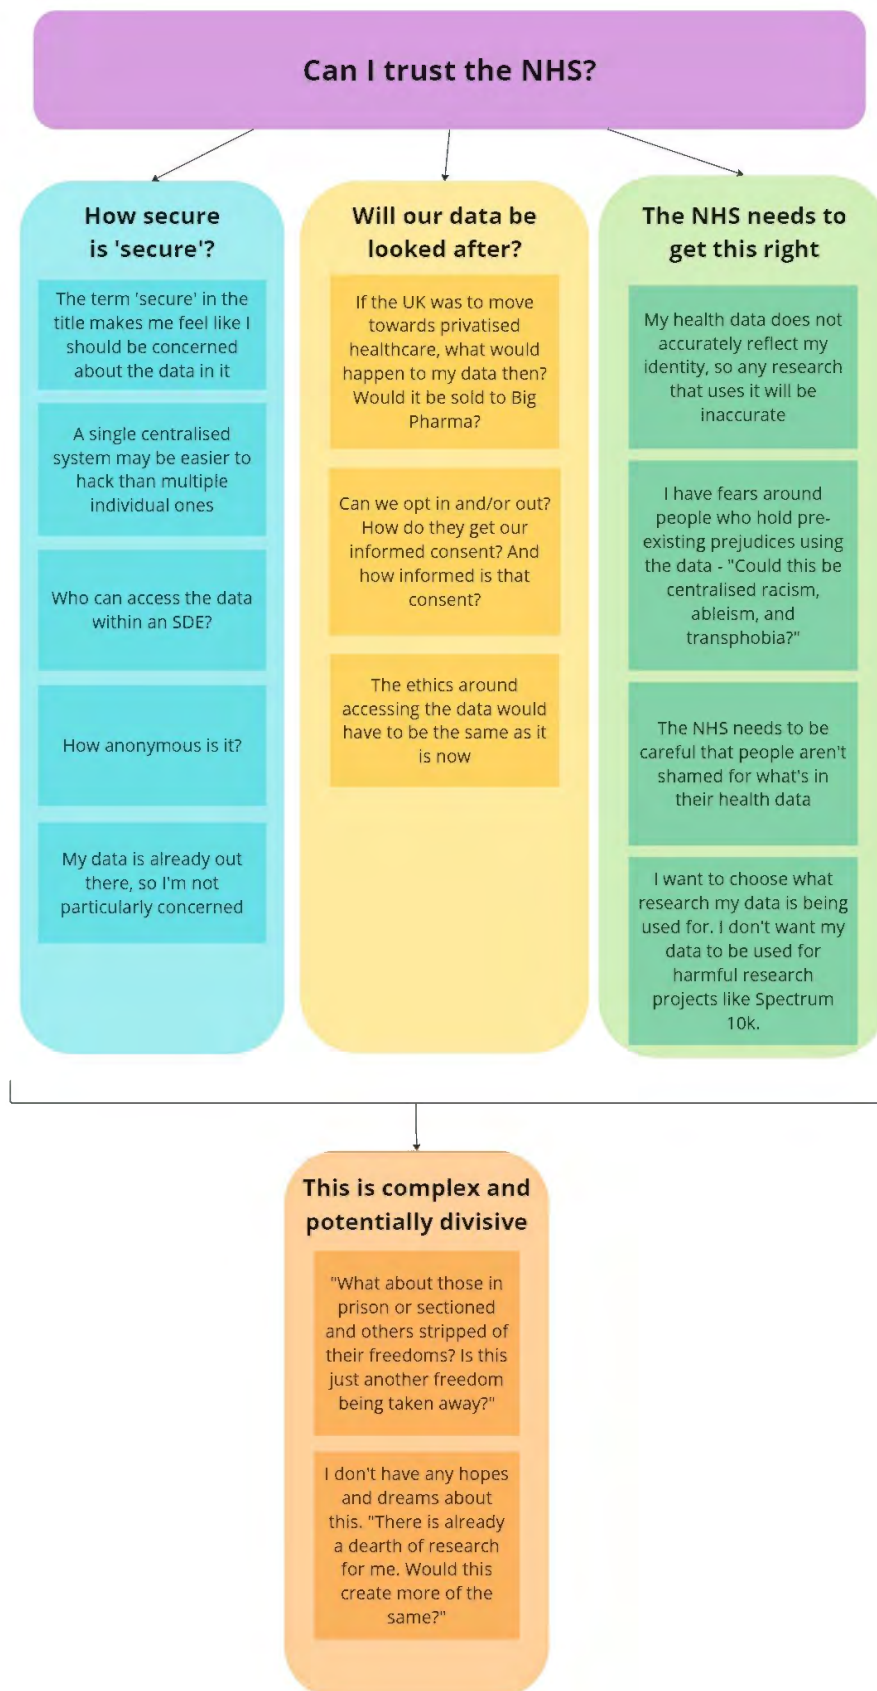 Can I trust the NHS?
How secure
is 'secure'?
The term 'secure' in the
title makes me feel like I
should be concerned
about the data in it
A single centralised
system may be easier to
hack than multiple
individual ones
Who can access the data
within an SDE?
How anonymous is it?
My data is already out
there, so I'm not
particularly concerned
Will our data be
looked after?
If the UK was to move
towards privatised
healthcare, what would
happen to my data then?
Would it be sold to Big
Pharma?
Can we opt in and/or out?
How do they get our
informed consent? And
how informed is that
consent?
The ethics around
accessing the data would
have to be the same as it
is now
The NHS needs to
get this right
My health data does not
accurately reflect my
identity, so any research
that uses it will be
inaccurate
I have fears around
people who hold pre-
existing prejudices using
the data - "Could this be
centralised racism,
ableism, and
transphobia?"
The NHS needs to be
careful that people aren't
shamed for what's in
their health data
I want to choose what
research my data is being
used for. I don't want my
data to be used for
harmful research
projects like Spectrum
10k.
This is complex and
potentially divisive
"What about those in
prison or sectioned
and others stripped of
their freedoms? Is this
just another freedom
being taken away?"
I don't have any hopes
and dreams about
this. "There is already
a dearth of research
for me. Would this
create more of the
same?"